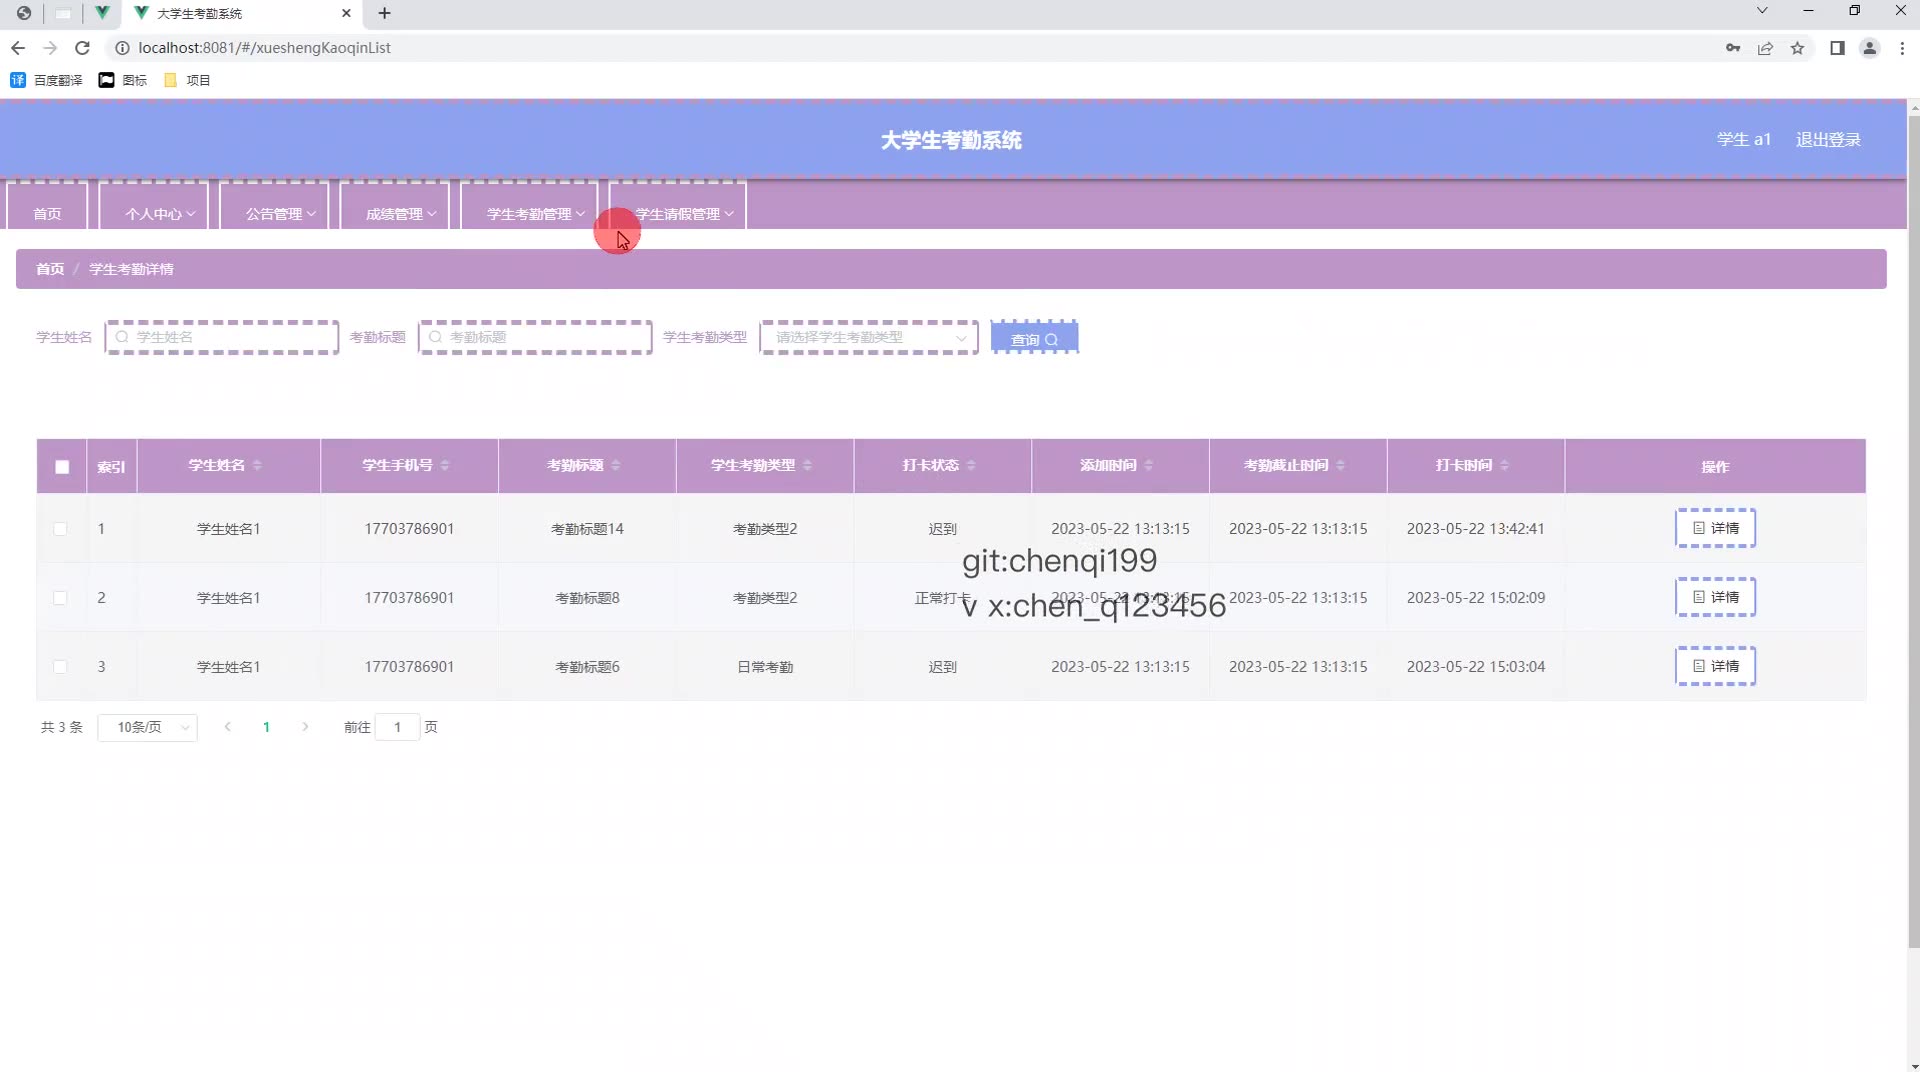 大学生考勤系统
localhost:8081/#/xueshengKaoqinList
百度翻译 图标 项目
大学生考勤系统
学生 a1 退出登录
首页 个人中心 公告管理 成绩管理 学生考勤管理 学生请假管理
首页 / 学生考勤详情
学生姓名 学生姓名 考勤标题 考勤标题 学生考勤类型 请选择学生考勤类型 查询
索引 学生姓名 学生手机号 考勤标题 学生考勤类型 打卡状态 添加时间 考勤截止时间 打卡时间 操作
1 学生姓名1 17703786901 考勤标题14 考勤类型2 迟到 2023-05-22 13:13:15 2023-05-22 13:13:15 2023-05-22 13:42:41 详情
git:chenqi199
2 学生姓名1 17703786901 考勤标题8 考勤类型2 正常打卡 2023-05-22 13:13:15 2023-05-22 13:13:15 2023-05-22 15:02:09 详情
v x:chen_q123456
3 学生姓名1 17703786901 考勤标题6 日常考勤 迟到 2023-05-22 13:13:15 2023-05-22 13:13:15 2023-05-22 15:03:04 详情
共 3 条 10条/页 1 前往 1 页